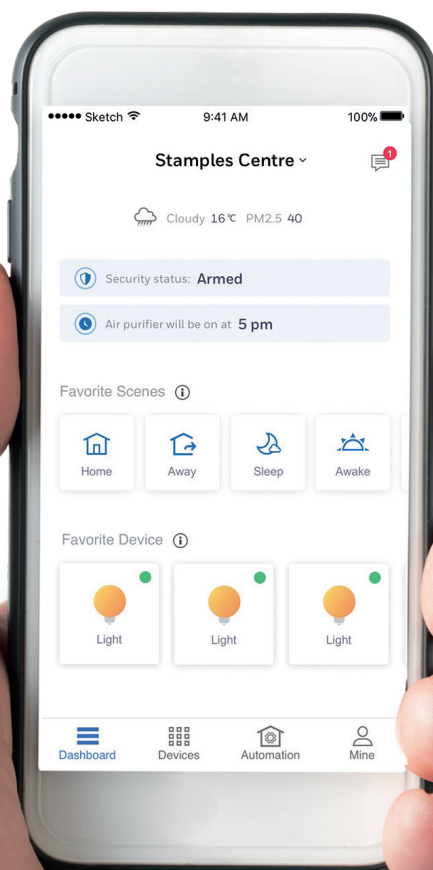 Sketch 9:41 AM 100%
Stamples Centre
1
Cloudy 16℃ PM2.5 40
Security status: Armed
Air purifier will be on at 5 pm
Favorite Scenes
Home Away Sleep Awake
Favorite Device
Light Light Light
Dashboard Devices Automation Mine